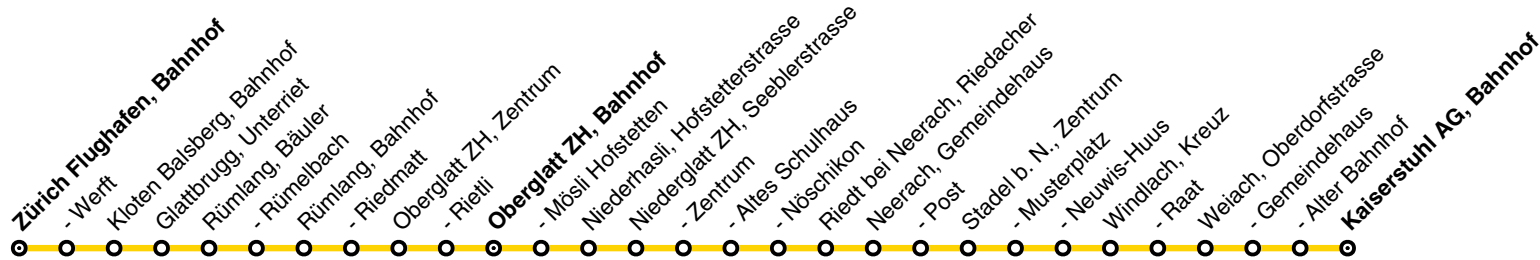 Zürich Flughafen, Bahnhof
- Werft
Kloten Balsberg, Bahnhof
Glattbrugg, Unterriet
Rümlang, Bäuler
- Rümelbach
Rümlang, Bahnhof
- Riedmatt
Oberglatt ZH, Zentrum
- Rietli
Oberglatt ZH, Bahnhof
- Mösli Hofstetten
Niederhasli, Hofstetterstrasse
Niederglatt ZH, Seeblerstrasse
- Zentrum
- Altes Schulhaus
- Nöschikon
Riedt bei Neerach, Riedacher
Neerach, Gemeindehaus
- Post
Stadel b. N., Zentrum
- Musterplatz
- Neuwis-Huus
Windlach, Kreuz
- Raat
Weiach, Oberdorfstrasse
- Gemeindehaus
- Alter Bahnhof
Kaiserstuhl AG, Bahnhof